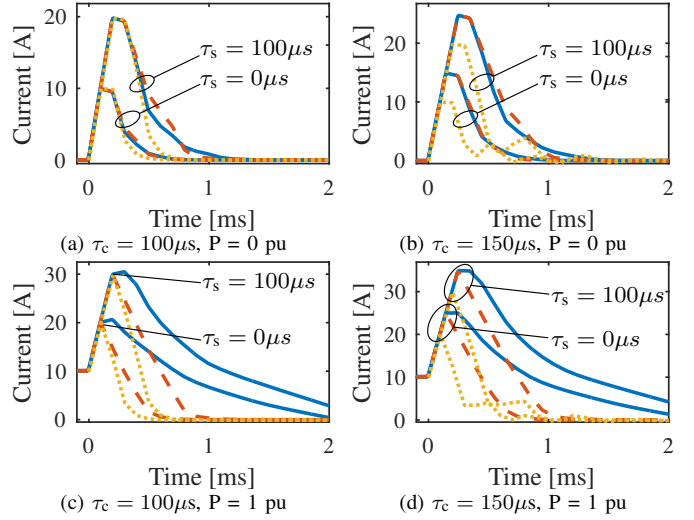 20
10
0
Current [A]
τs = 100μs
τs = 0μs
0
1
2
Time [ms]
(a) τc = 100μs, P = 0 pu
20
10
0
Current [A]
τs = 100μs
τs = 0μs
0
1
2
Time [ms]
(b) τc = 150μs, P = 0 pu
30
20
10
0
Current [A]
τs = 100μs
τs = 0μs
0
1
2
Time [ms]
(c) τc = 100μs, P = 1 pu
30
20
10
0
Current [A]
τs = 100μs
τs = 0μs
0
1
2
Time [ms]
(d) τc = 150μs, P = 1 pu